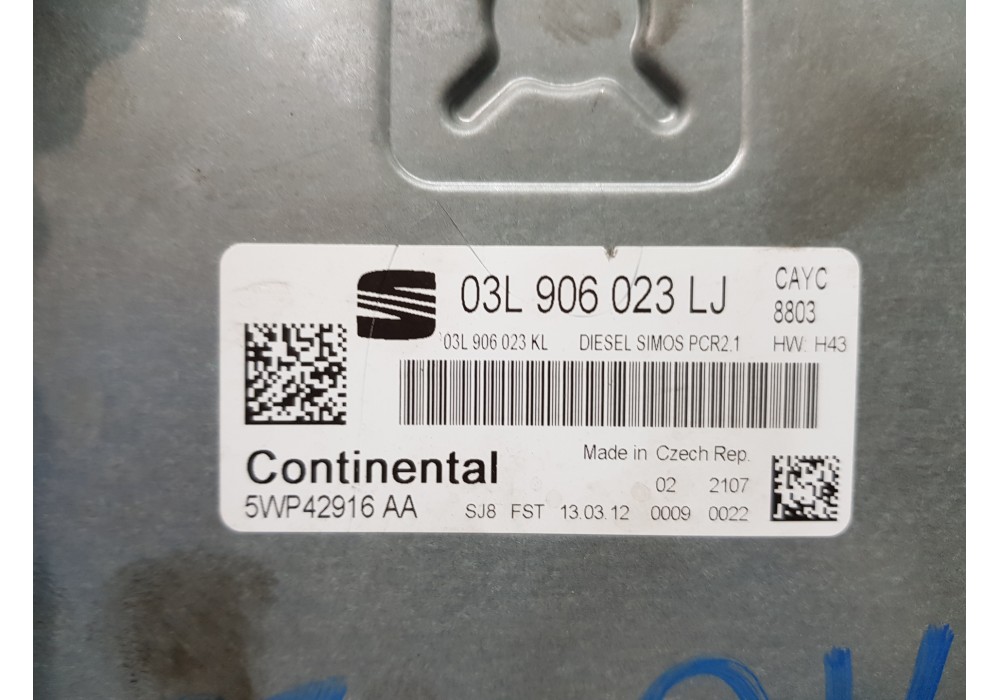 03L 906 023 LJ
CAYC
8803
03L 906 023 KL DIESEL SIMOS PCR2.1 HW: H43
Continental
Made in Czech Rep.
02 2107
5WP42916 AA SJ8 FST 13.03.12 0009 0022